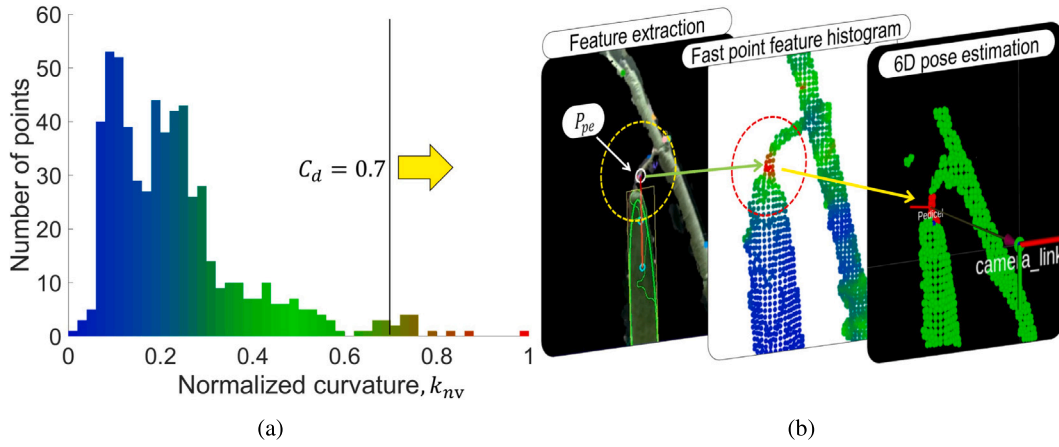 60
50
40
30
20
10
0
Number of points
C_d = 0.7
0
0.2
0.4
0.6
0.8
1
Normalized curvature, k_nv
(a)
Feature extraction
P_pe
Fast point feature histogram
6D pose estimation
Pedicel
camera_link
(b)